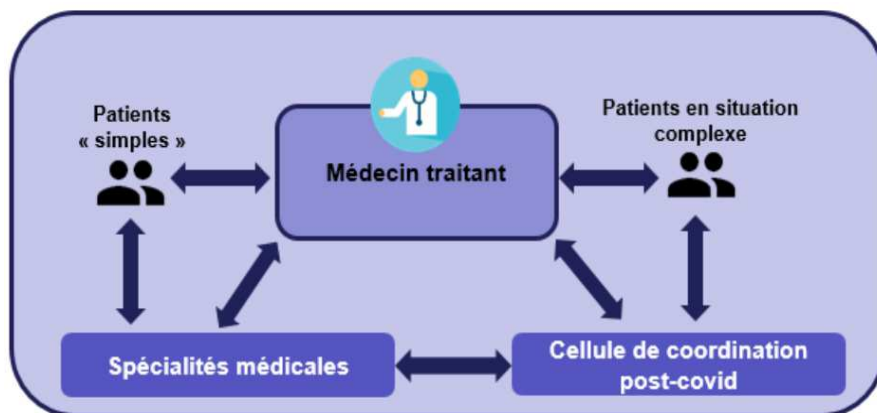 Patients
« simples »
Médecin traitant
Patients en situation
complexe
Spécialités médicales
Cellule de coordination
post-covid